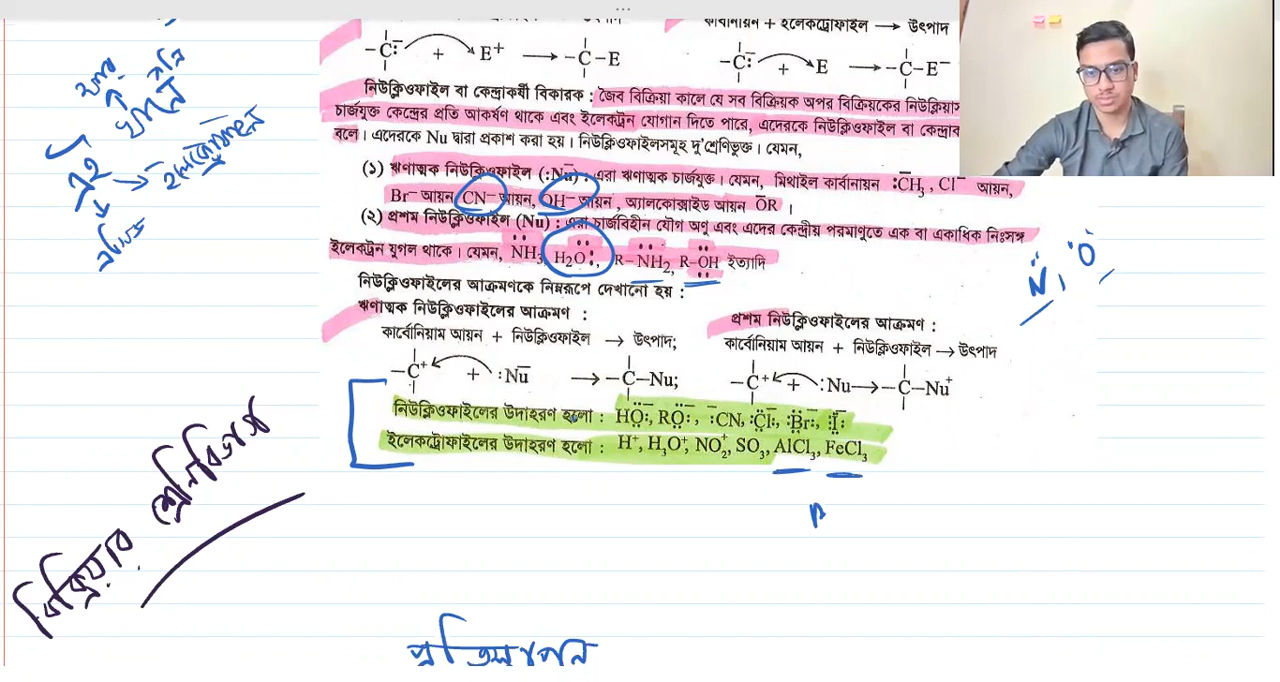 কার্বানায়ন + ইলেকট্রোফাইল → উৎপাদ
–C:⁻ + E⁺ → –C–E
–C:⁻ + E → –C–E⁻
নিউক্লিওফাইল বা কেন্দ্রাকর্ষী বিকারক : জৈব বিক্রিয়া কালে যে সব বিক্রিয়ক অপর বিক্রিয়কের নিউক্লিয়াস
চার্জযুক্ত কেন্দ্রের প্রতি আকর্ষণ থাকে এবং ইলেকট্রন যোগান দিতে পারে, এদেরকে নিউক্লিওফাইল বা কেন্দ্রাক
বলে। এদেরকে Nu দ্বারা প্রকাশ করা হয়। নিউক্লিওফাইলসমূহ দু'শ্রেণিভুক্ত। যেমন,
(১) ঋণাত্মক নিউক্লিওফাইল (:Nu⁻) : এরা ঋণাত্মক চার্জযুক্ত। যেমন, মিথাইল কার্বানায়ন :C̄H₃, Cl⁻ আয়ন,
Br⁻ আয়ন CN⁻ আয়ন, OH⁻ আয়ন, অ্যালকোক্সাইড আয়ন ŌR ।
(২) প্রশম নিউক্লিওফাইল (Nu) : এরা চার্জবিহীন যৌগ অণু এবং এদের কেন্দ্রীয় পরমাণুতে এক বা একাধিক নিঃসঙ্গ
ইলেকট্রন যুগল থাকে। যেমন, NH₃ H₂O:, R–NH₂, R–OH ইত্যাদি
N, O
নিউক্লিওফাইলের আক্রমণকে নিম্নরূপে দেখানো হয় :
ঋণাত্মক নিউক্লিওফাইলের আক্রমণ :
কার্বোনিয়াম আয়ন + নিউক্লিওফাইল → উৎপাদ;
–C⁺ + :Nu⁻ → –C–Nu;
প্রশম নিউক্লিওফাইলের আক্রমণ :
কার্বোনিয়াম আয়ন + নিউক্লিওফাইল → উৎপাদ
–C⁺ + :Nu → –C–Nu⁺
নিউক্লিওফাইলের উদাহরণ হলো : HO:⁻, RO:⁻, :⁻CN, :Cl:⁻, :Br:⁻, :I:⁻
ইলেকট্রোফাইলের উদাহরণ হলো : H⁺, H₃O⁺, NO₂⁺, SO₃, AlCl₃, FeCl₃
বিক্রিয়ার শ্রেনিবিভাগ
প্রতিস্থাপন